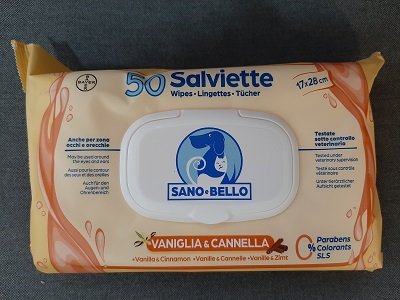 BAYER
50 Salviette
Wipes • Lingettes • Tücher
17x28cm
Anche per zona
occhi e orecchie
May be used around
the eyes and ears
Aussi pour le contour
des yeux et des oreilles
Auch für den
Augen- und
Ohrenbereich
SANO e BELLO
Testate
sotto controllo
veterinario
Tested under
veterinary supervision
Teste sous contrôle
vétérinaire
Unter tierärztlicher
Aufsicht getestet
VANIGLIA & CANNELLA
•Vanilla & Cinnamon •Vanille & Cannelle •Vanille & Zimt
0% Parabens
Colorants
SLS